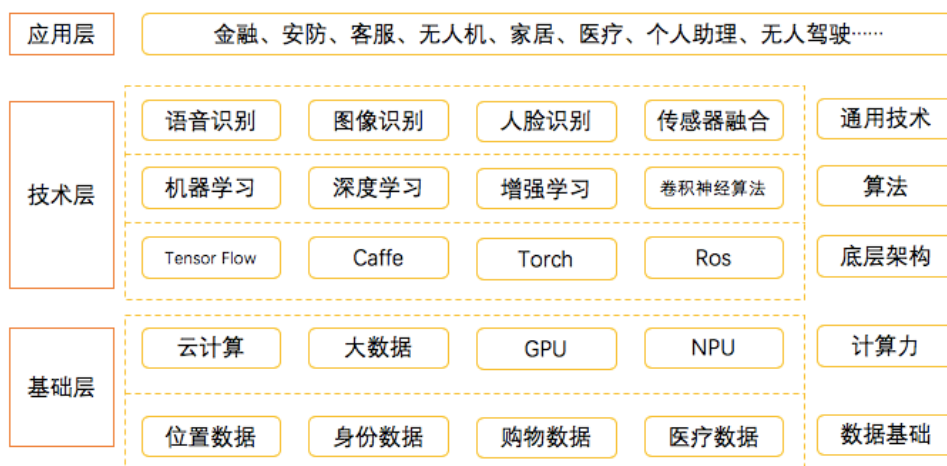 应用层 金融、安防、客服、无人机、家居、医疗、个人助理、无人驾驶……
语音识别 图像识别 人脸识别 传感器融合 通用技术
技术层 机器学习 深度学习 增强学习 卷积神经算法 算法
Tensor Flow Caffe Torch Ros 底层架构
云计算 大数据 GPU NPU 计算力
基础层
位置数据 身份数据 购物数据 医疗数据 数据基础